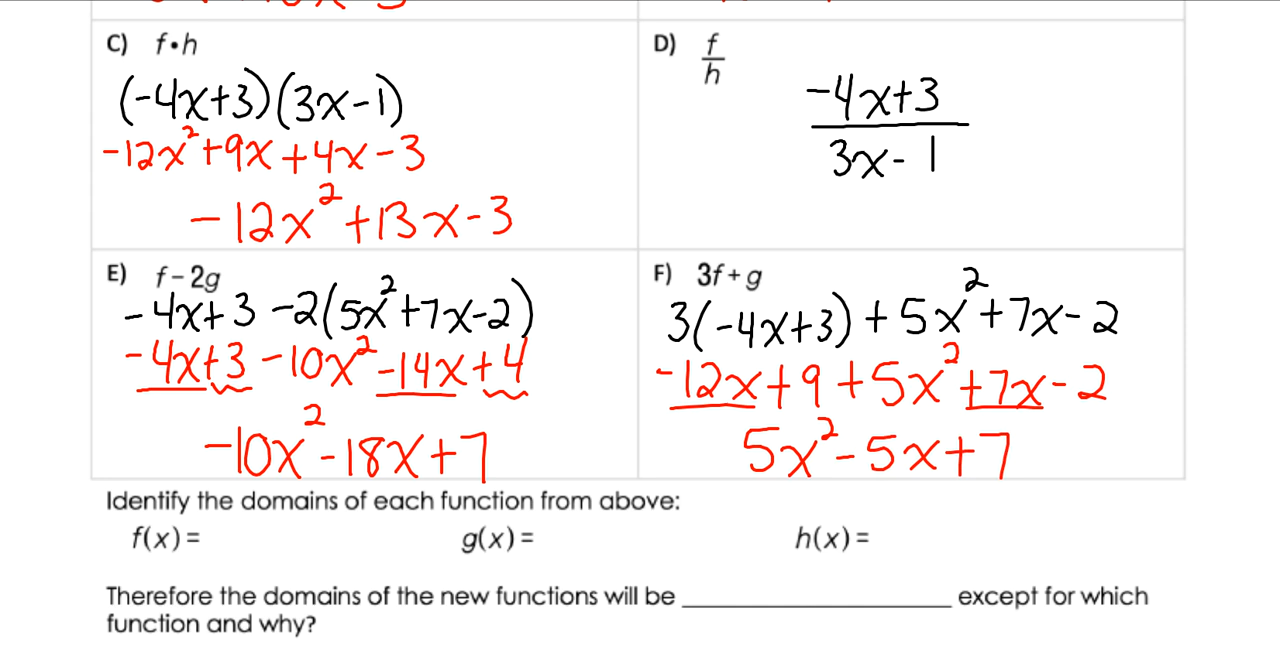 C) f•h
(-4x+3)(3x-1)
-12x²+9x+4x-3
-12x²+13x-3
D) f/h
-4x+3
3x-1
E) f-2g
-4x+3-2(5x²+7x-2)
-4x+3-10x²-14x+4
-10x²-18x+7
F) 3f+g
3(-4x+3)+5x²+7x-2
-12x+9+5x²+7x-2
5x²-5x+7
Identify the domains of each function from above:
f(x) = g(x) = h(x) =
Therefore the domains of the new functions will be ____________________ except for which
function and why?